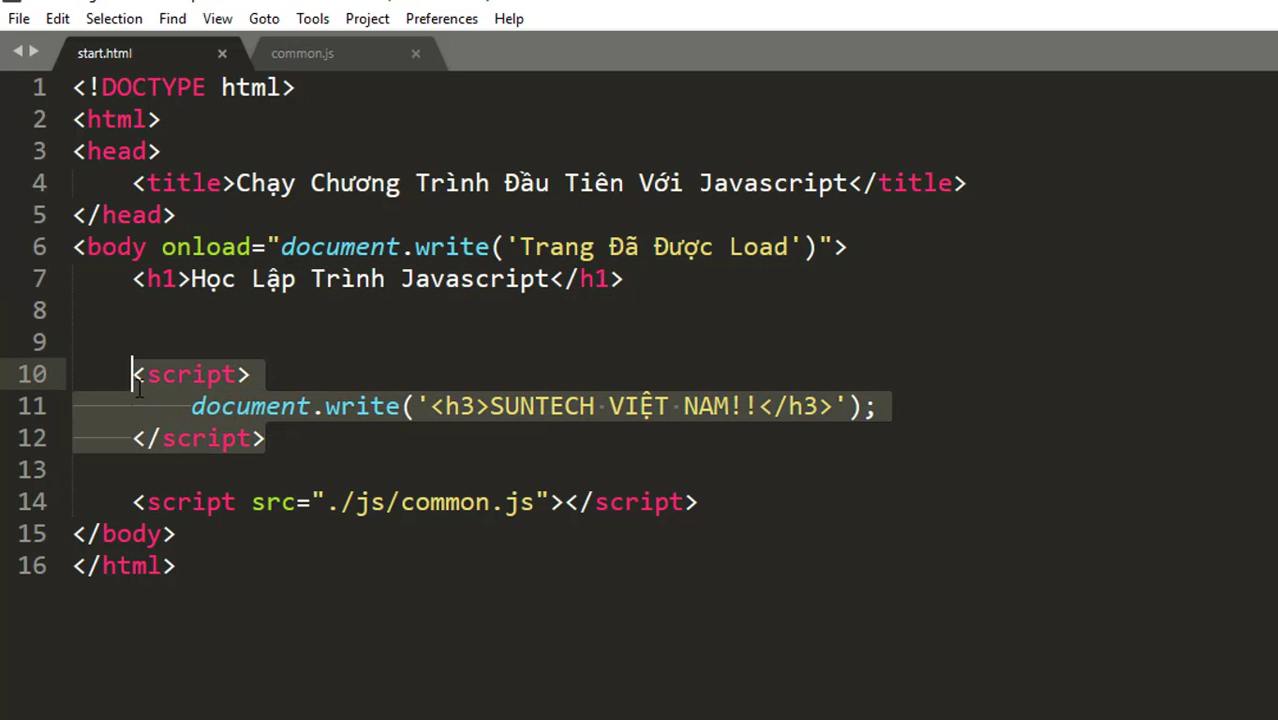 File Edit Selection Find View Goto Tools Project Preferences Help
start.html × common.js ×
1 <!DOCTYPE html>
2 <html>
3 <head>
4 <title>Chạy Chương Trình Đầu Tiên Với Javascript</title>
5 </head>
6 <body onload="document.write('Trang Đã Được Load')">
7 <h1>Học Lập Trình Javascript</h1>
8
9
10 <script>
11 document.write('<h3>SUNTECH VIỆT NAM!!</h3>');
12 </script>
13
14 <script src="./js/common.js"></script>
15 </body>
16 </html>